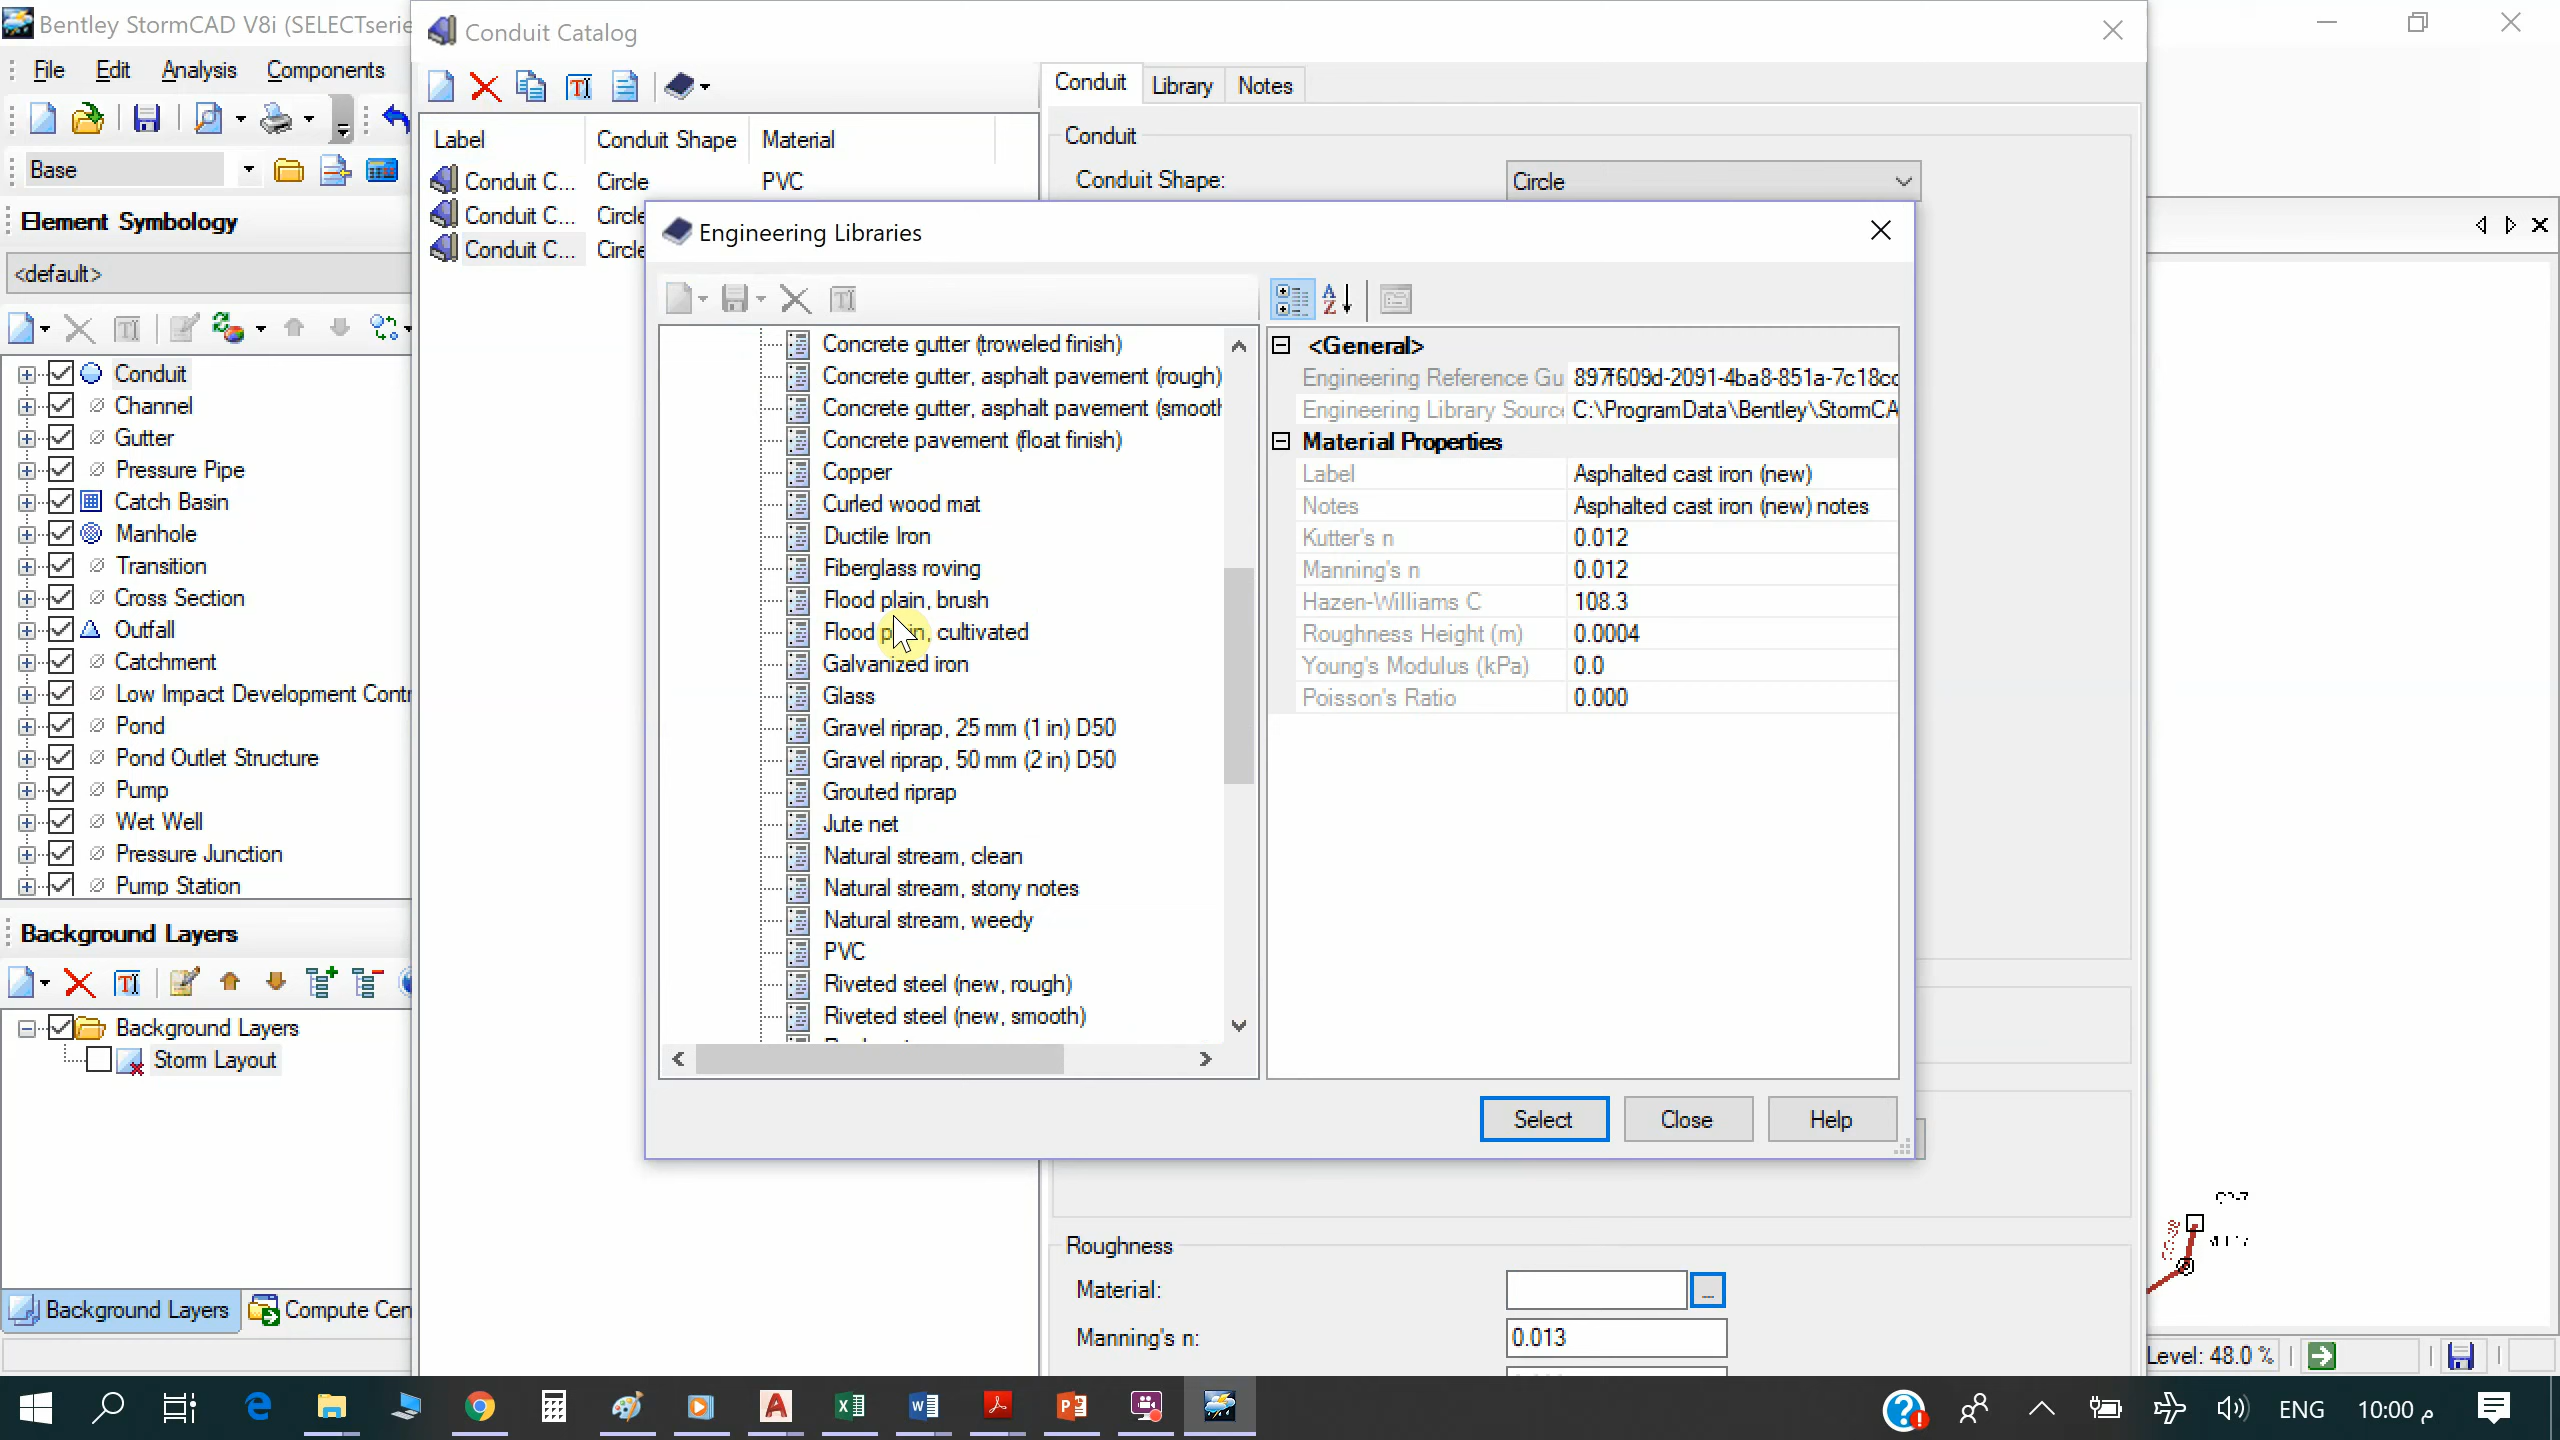 Bentley StormCAD V8i (SELECTserie
File Edit Analysis Components
Base
Element Symbology
<default>
Conduit
Channel
Gutter
Pressure Pipe
Catch Basin
Manhole
Transition
Cross Section
Outfall
Catchment
Low Impact Development Contr
Pond
Pond Outlet Structure
Pump
Wet Well
Pressure Junction
Pump Station
Background Layers
Background Layers
Storm Layout
Background Layers Compute Cen
Conduit Catalog
Label Conduit Shape Material
Conduit C... Circle PVC
Conduit C... Circle
Conduit C... Circle
Conduit Library Notes
Conduit
Conduit Shape: Circle
Engineering Libraries
Concrete gutter (troweled finish)
Concrete gutter, asphalt pavement (rough)
Concrete gutter, asphalt pavement (smooth
Concrete pavement (float finish)
Copper
Curled wood mat
Ductile Iron
Fiberglass roving
Flood plain, brush
Flood plain, cultivated
Galvanized iron
Glass
Gravel riprap, 25 mm (1 in) D50
Gravel riprap, 50 mm (2 in) D50
Grouted riprap
Jute net
Natural stream, clean
Natural stream, stony notes
Natural stream, weedy
PVC
Riveted steel (new, rough)
Riveted steel (new, smooth)
<General>
Engineering Reference Gu 897f609d-2091-4ba8-851a-7c18cc
Engineering Library Source C:\ProgramData\Bentley\StormCA
Material Properties
Label Asphalted cast iron (new)
Notes Asphalted cast iron (new) notes
Kutter's n 0.012
Manning's n 0.012
Hazen-Williams C 108.3
Roughness Height (m) 0.0004
Young's Modulus (kPa) 0.0
Poisson's Ratio 0.000
Select Close Help
Roughness
Material: ...
Manning's n: 0.013
Level: 48.0 %
ENG 10:00 م